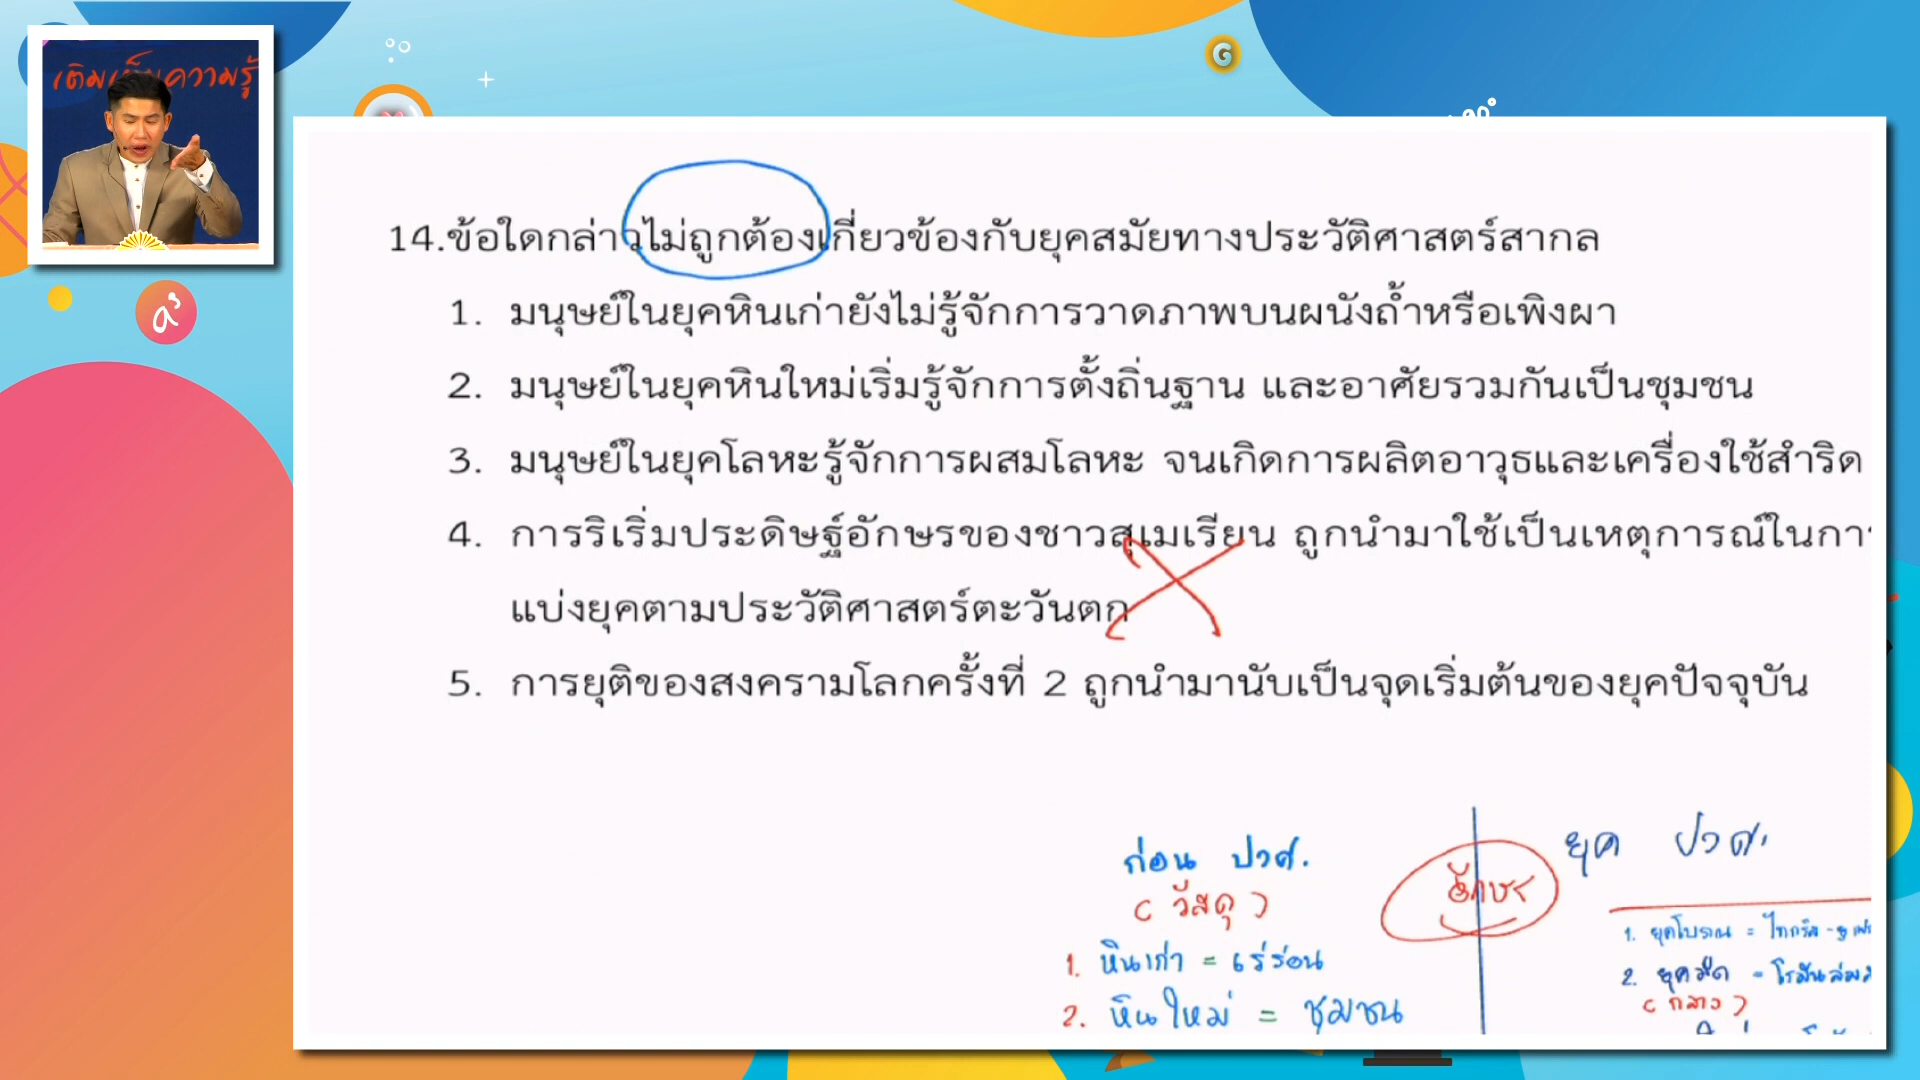 เติมเต็มความรู้
14.ข้อใดกล่าวไม่ถูกต้องเกี่ยวข้องกับยุคสมัยทางประวัติศาสตร์สากล
1. มนุษย์ในยุคหินเก่ายังไม่รู้จักการวาดภาพบนผนังถ้ำหรือเพิงผา
2. มนุษย์ในยุคหินใหม่เริ่มรู้จักการตั้งถิ่นฐาน และอาศัยรวมกันเป็นชุมชน
3. มนุษย์ในยุคโลหะรู้จักการผสมโลหะ จนเกิดการผลิตอาวุธและเครื่องใช้สำริด
4. การริเริ่มประดิษฐ์อักษรของชาวสุเมเรียน ถูกนำมาใช้เป็นเหตุการณ์ในกา
แบ่งยุคตามประวัติศาสตร์ตะวันตก
5. การยุติของสงครามโลกครั้งที่ 2 ถูกนำมานับเป็นจุดเริ่มต้นของยุคปัจจุบัน
ก่อน ปวศ.
(วัสดุ)
1. หินเก่า = เร่ร่อน
2. หินใหม่ = ชุมชน
อักษร
ยุค ปวศ.
1. ยุคโบราณ = ไทกริส-ยู
2. ยุคมืด - โรมันล่ม
(กลาง)
a³
G